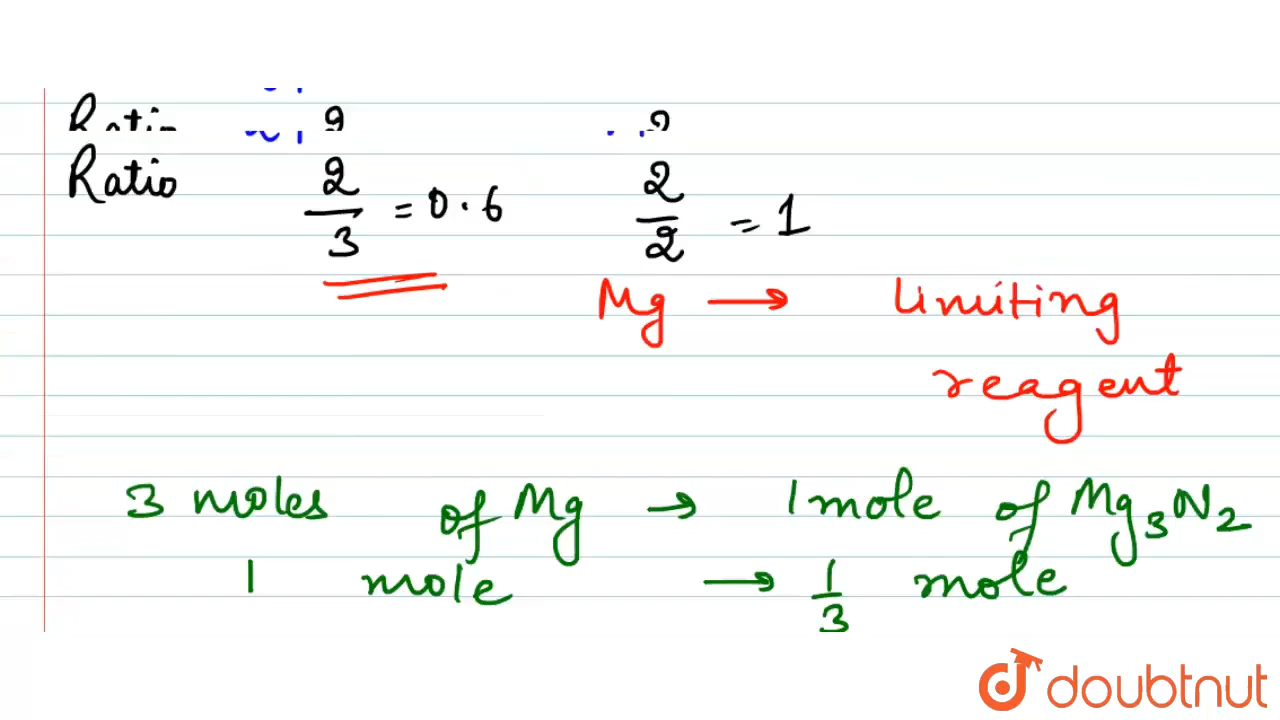 Ratio
Ratio 2/3 = 0.6 2/2 = 1
Mg → limiting
reagent
3 moles of Mg → 1 mole of Mg₃N₂
1 mole → 1/3 mole
doubtnut